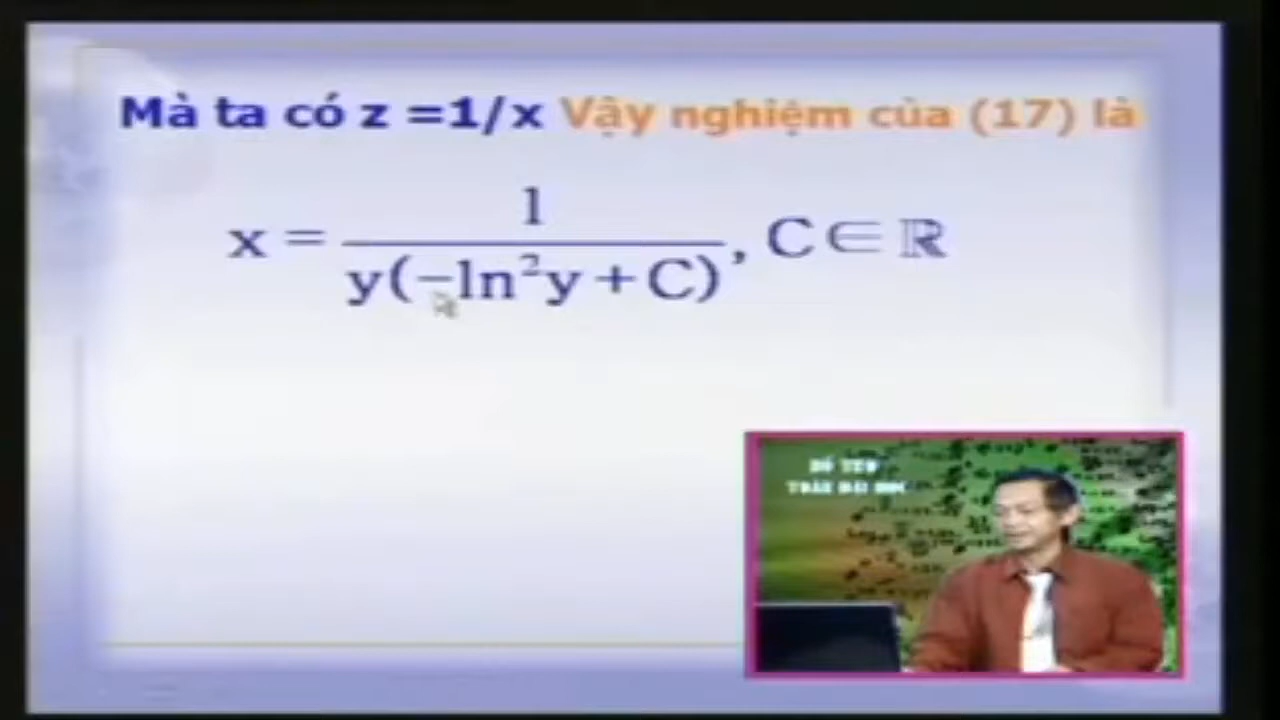 Mà ta có z =1/x Vậy nghiệm của (17) là
x = 1 / y(−ln²y + C) , C ∈ ℝ